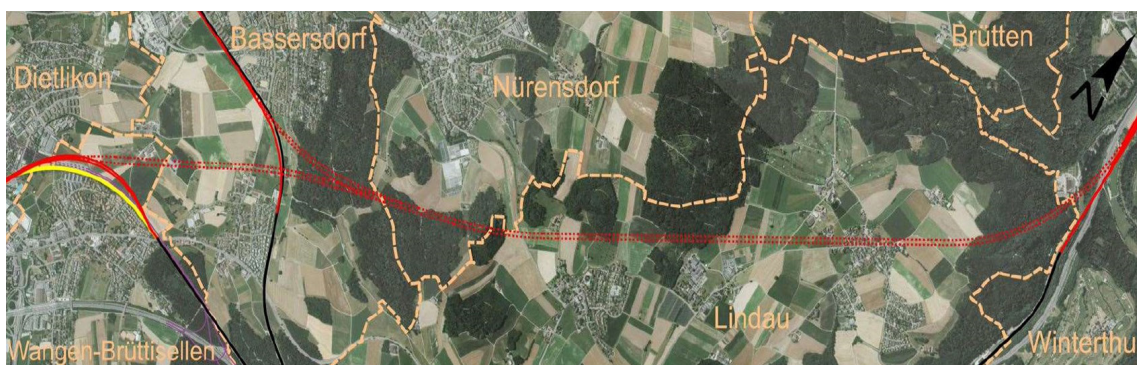 Bassersdorf
Brütten
Dietlikon
Nürensdorf
N
Lindau
Wangen-Brüttisellen
Winterthu